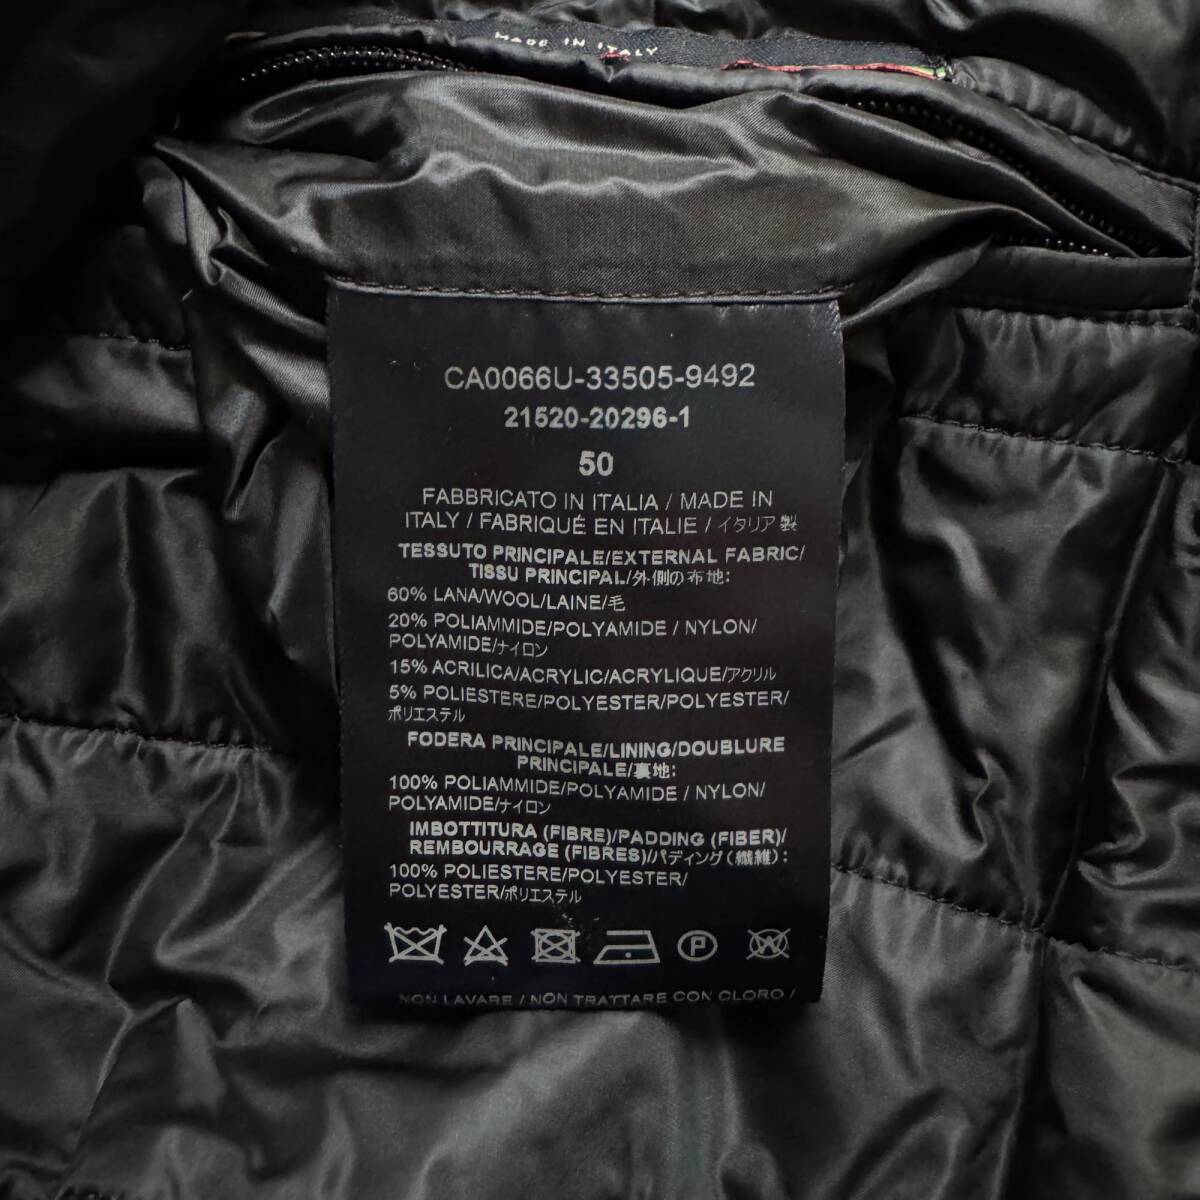 MADE IN ITALY
CA0066U-33505-9492
21520-20296-1
50
FABBRICATO IN ITALIA / MADE IN
ITALY / FABRIQUÉ EN ITALIE / イタリア製
TESSUTO PRINCIPALE/EXTERNAL FABRIC/
TISSU PRINCIPAL/外側の布地:
60% LANA/WOOL/LAINE/毛
20% POLIAMMIDE/POLYAMIDE / NYLON/
POLYAMIDE/ナイロン
15% ACRILICA/ACRYLIC/ACRYLIQUE/アクリル
5% POLIESTERE/POLYESTER/POLYESTER/
ポリエステル
FODERA PRINCIPALE/LINING/DOUBLURE
PRINCIPALE/裏地:
100% POLIAMMIDE/POLYAMIDE / NYLON/
POLYAMIDE/ナイロン
IMBOTTITURA (FIBRE)/PADDING (FIBER)/
REMBOURRAGE (FIBRES)/パディング(繊維):
100% POLIESTERE/POLYESTER/
POLYESTER/ポリエステル
P W
NON LAVARE / NON TRATTARE CON CLORO /